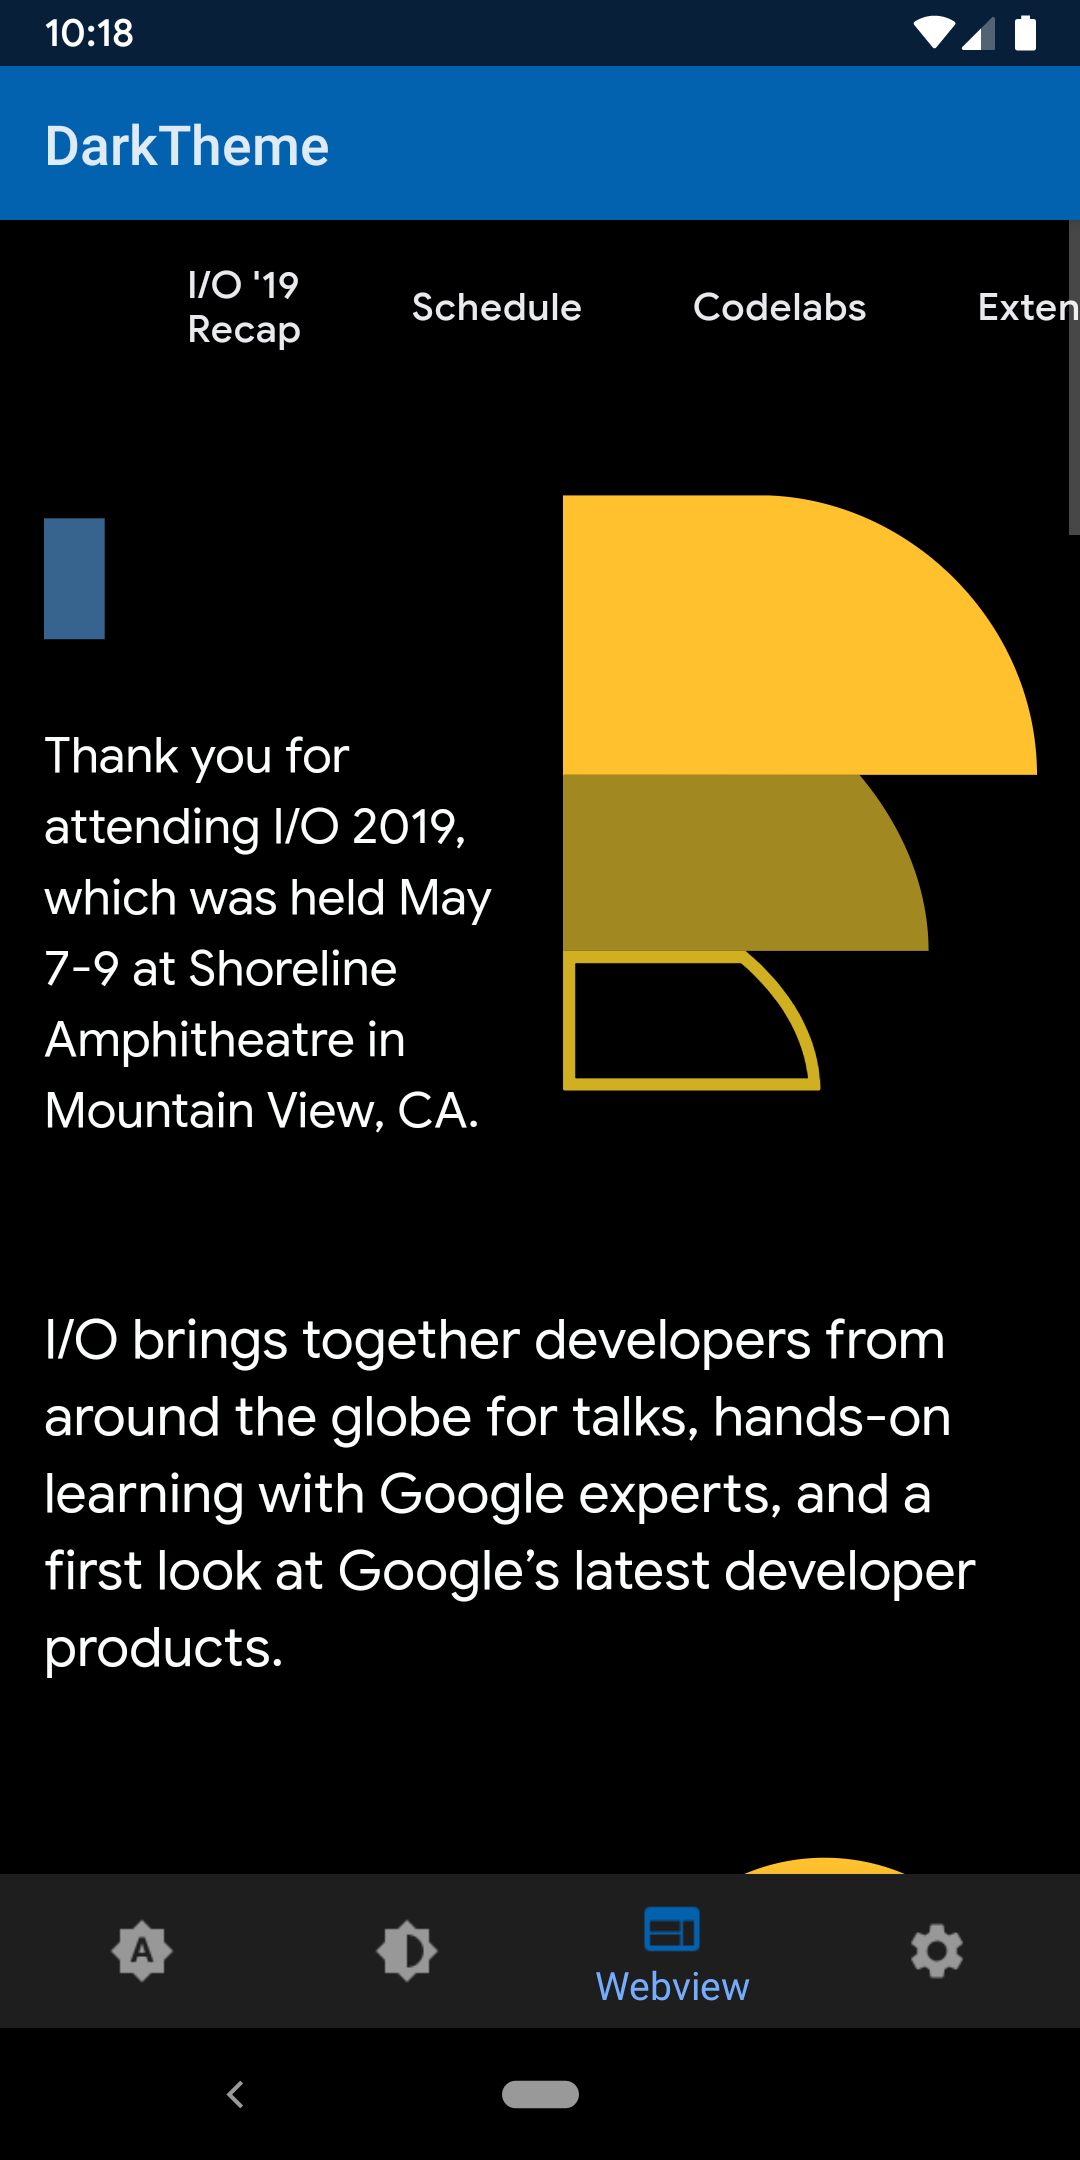 10:18
DarkTheme
I/O '19
Recap
Schedule
Codelabs
Exten
Thank you for
attending I/O 2019,
which was held May
7-9 at Shoreline
Amphitheatre in
Mountain View, CA.
I/O brings together developers from
around the globe for talks, hands-on
learning with Google experts, and a
first look at Google’s latest developer
products.
A
Webview